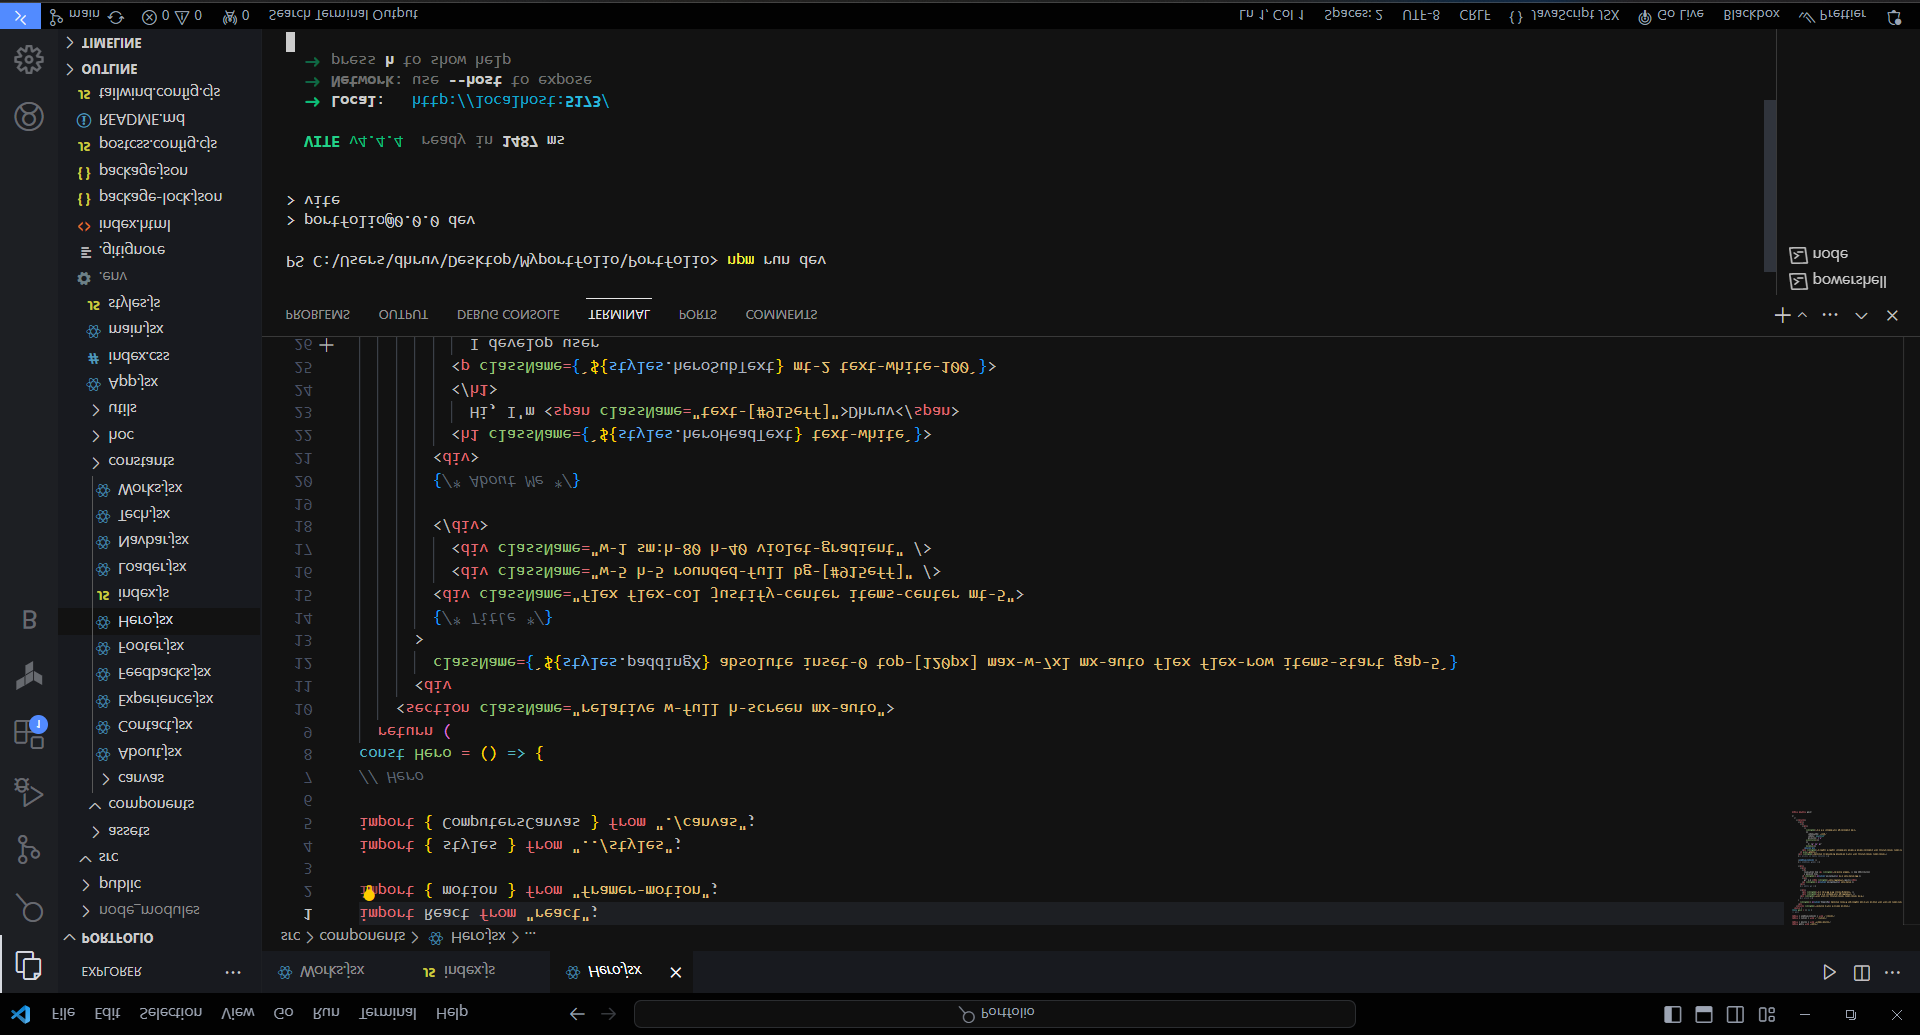 File Edit Selection View Go Run Terminal Help
Portfolio
EXPLORER
PORTFOLIO
node_modules
public
src
assets
components
canvas
About.jsx
Contact.jsx
Experience.jsx
Feedbacks.jsx
Footer.jsx
Hero.jsx
index.js
Loader.jsx
Navbar.jsx
Tech.jsx
Works.jsx
constants
hoc
utils
App.jsx
index.css
main.jsx
styles.js
.env
.gitignore
index.html
package-lock.json
package.json
postcss.config.cjs
README.md
tailwind.config.cjs
OUTLINE
TIMELINE
Works.jsx
index.js
Hero.jsx
src > components > Hero.jsx > ...
1 import React from "react";
2 import { motion } from "framer-motion";
3
4 import { styles } from "../styles";
5 import { ComputersCanvas } from "./canvas";
6
7 // Hero
8 const Hero = () => {
9 return (
10 <section className="relative w-full h-screen mx-auto">
11 <div
12 className={`${styles.paddingX} absolute inset-0 top-[120px] max-w-7xl mx-auto flex flex-row items-start gap-5`}
13 >
14 {/* Title */}
15 <div className="flex flex-col justify-center items-center mt-5">
16 <div className="w-5 h-5 rounded-full bg-[#915eff]" />
17 <div className="w-1 sm:h-80 h-40 violet-gradient" />
18 </div>
19
20 {/* About Me */}
21 <div>
22 <h1 className={`${styles.heroHeadText} text-white`}>
23 Hi, I'm <span className="text-[#915eff]">Dhruv</span>
24 </h1>
25 <p className={`${styles.heroSubText} mt-2 text-white-100`}>
26 I develop user
PROBLEMS OUTPUT DEBUG CONSOLE TERMINAL PORTS COMMENTS
powershell
node
PS C:\Users\dhruv\Desktop\Myportfolio\Portfolio> npm run dev
> portfolio@0.0.0 dev
> vite
VITE v4.4.4 ready in 1487 ms
➜ Local: http://localhost:5173/
➜ Network: use --host to expose
➜ press h to show help
main 0 0 0 Search Terminal Output
Ln 1, Col 1 Spaces: 2 UTF-8 CRLF {} JavaScript JSX Go Live Blackbox Prettier
B
1